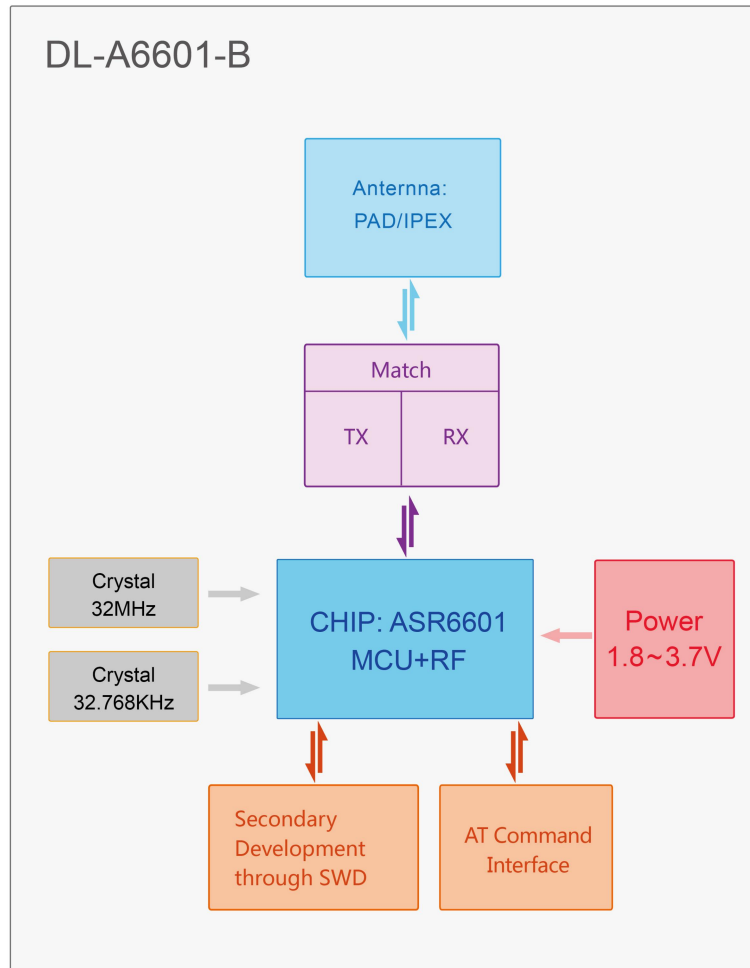 DL-A6601-B
Anternna:
PAD/IPEX
Match
TX
RX
Crystal
32MHz
CHIP: ASR6601
MCU+RF
Power
1.8~3.7V
Crystal
32.768KHz
Secondary
Development
through SWD
AT Command
Interface